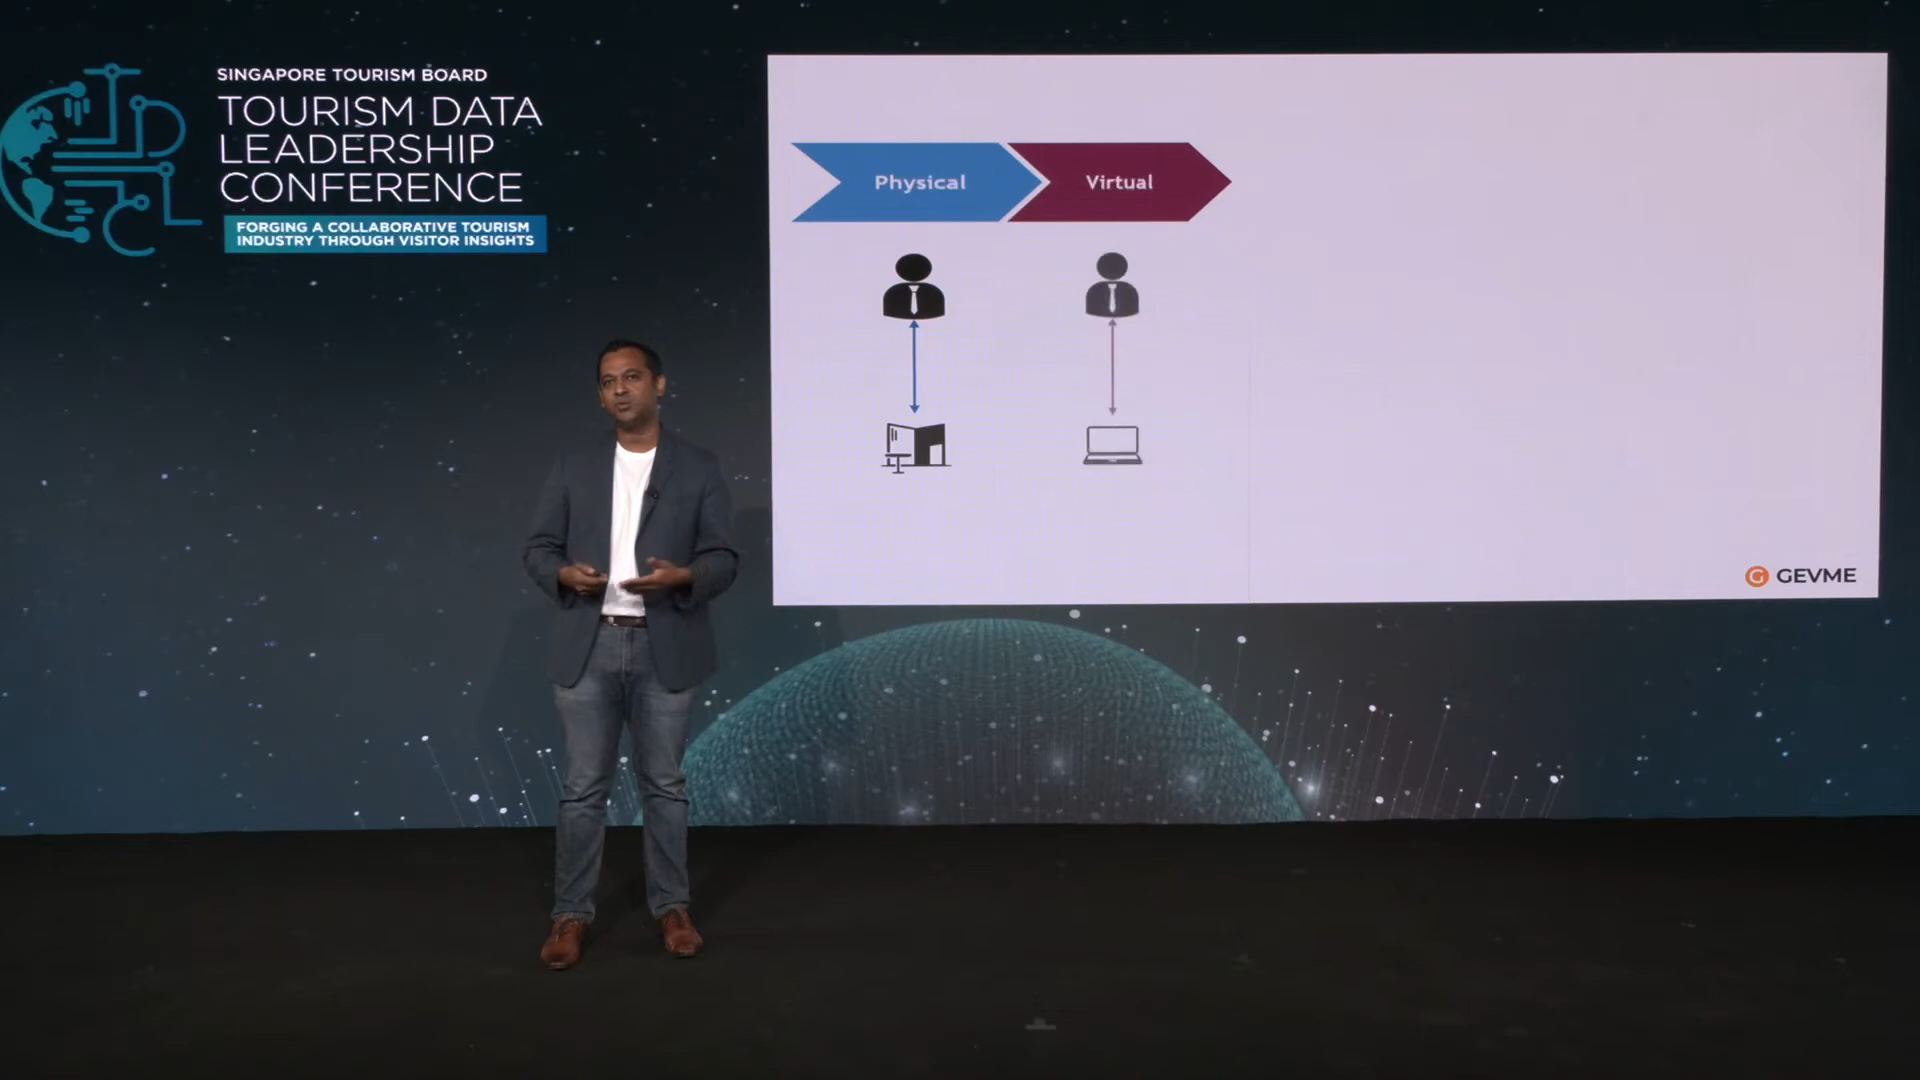 SINGAPORE TOURISM BOARD
TOURISM DATA
LEADERSHIP
CONFERENCE
FORGING A COLLABORATIVE TOURISM
INDUSTRY THROUGH VISITOR INSIGHTS
Physical
Virtual
GEVME